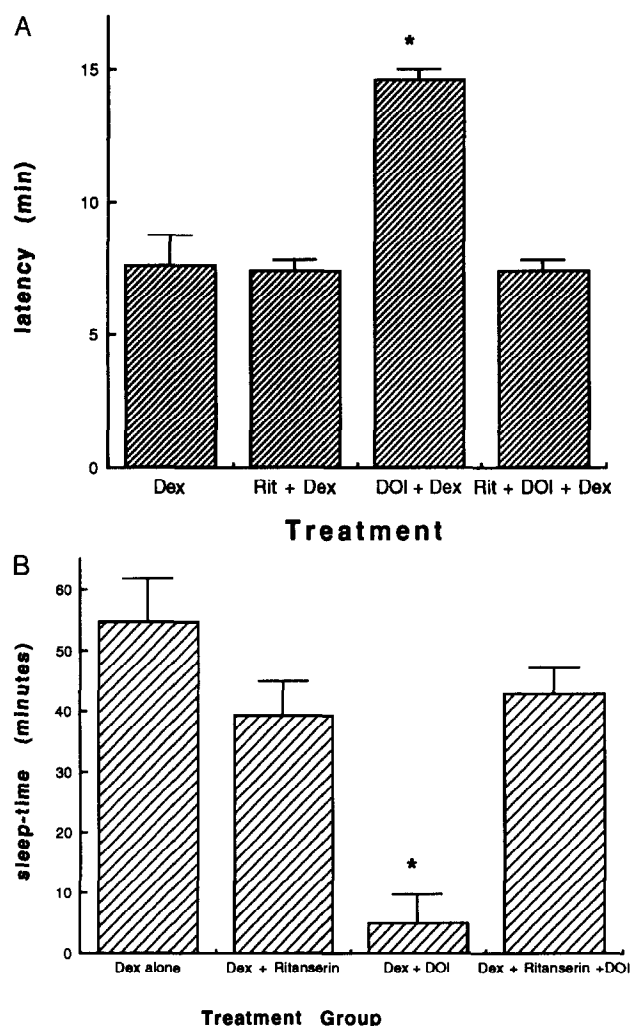 A
*
15
10
5
0
latency (min)
Dex Rit + Dex DOI + Dex Rit + DOI + Dex
Treatment
B
60
50
40
30
20
10
0
sleep-time (minutes)
*
Dex alone Dex + Ritanserin Dex + DOI Dex + Ritanserin +DOI
Treatment Group